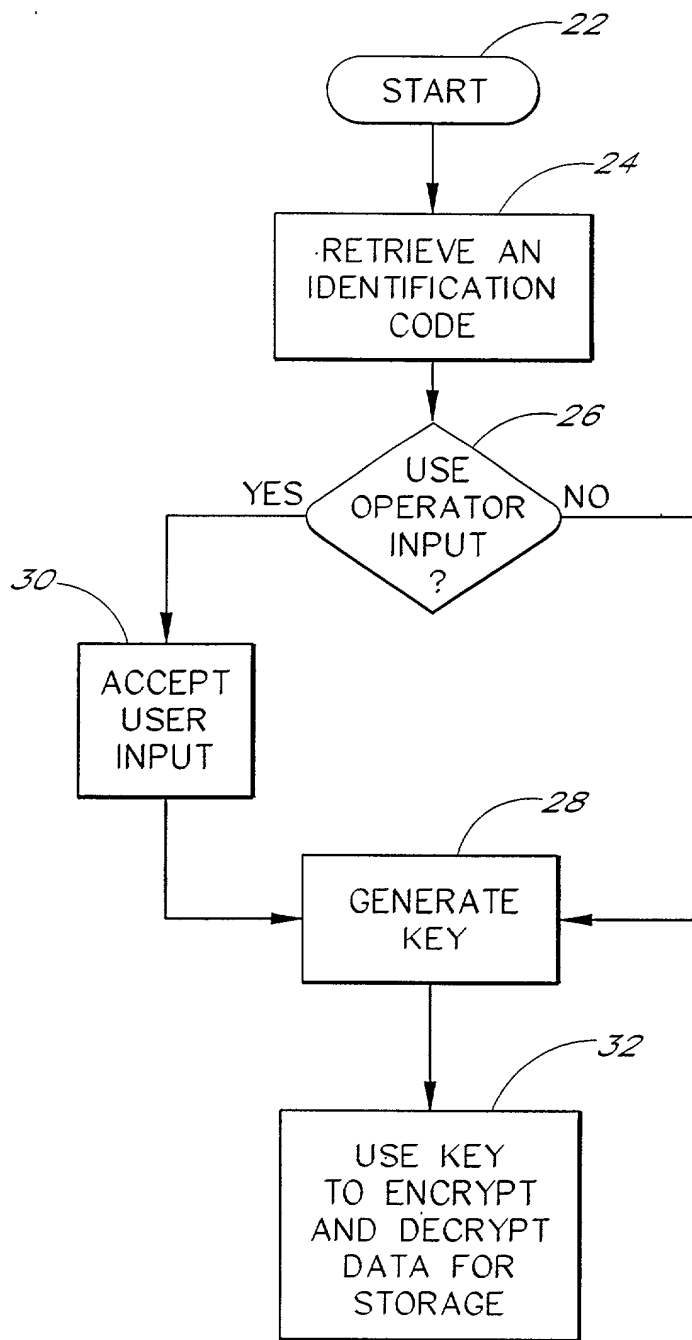 22
START
24
RETRIEVE AN
IDENTIFICATION
CODE
26
USE
OPERATOR
INPUT
?
YES
NO
30
ACCEPT
USER
INPUT
28
GENERATE
KEY
32
USE KEY
TO ENCRYPT
AND DECRYPT
DATA FOR
STORAGE